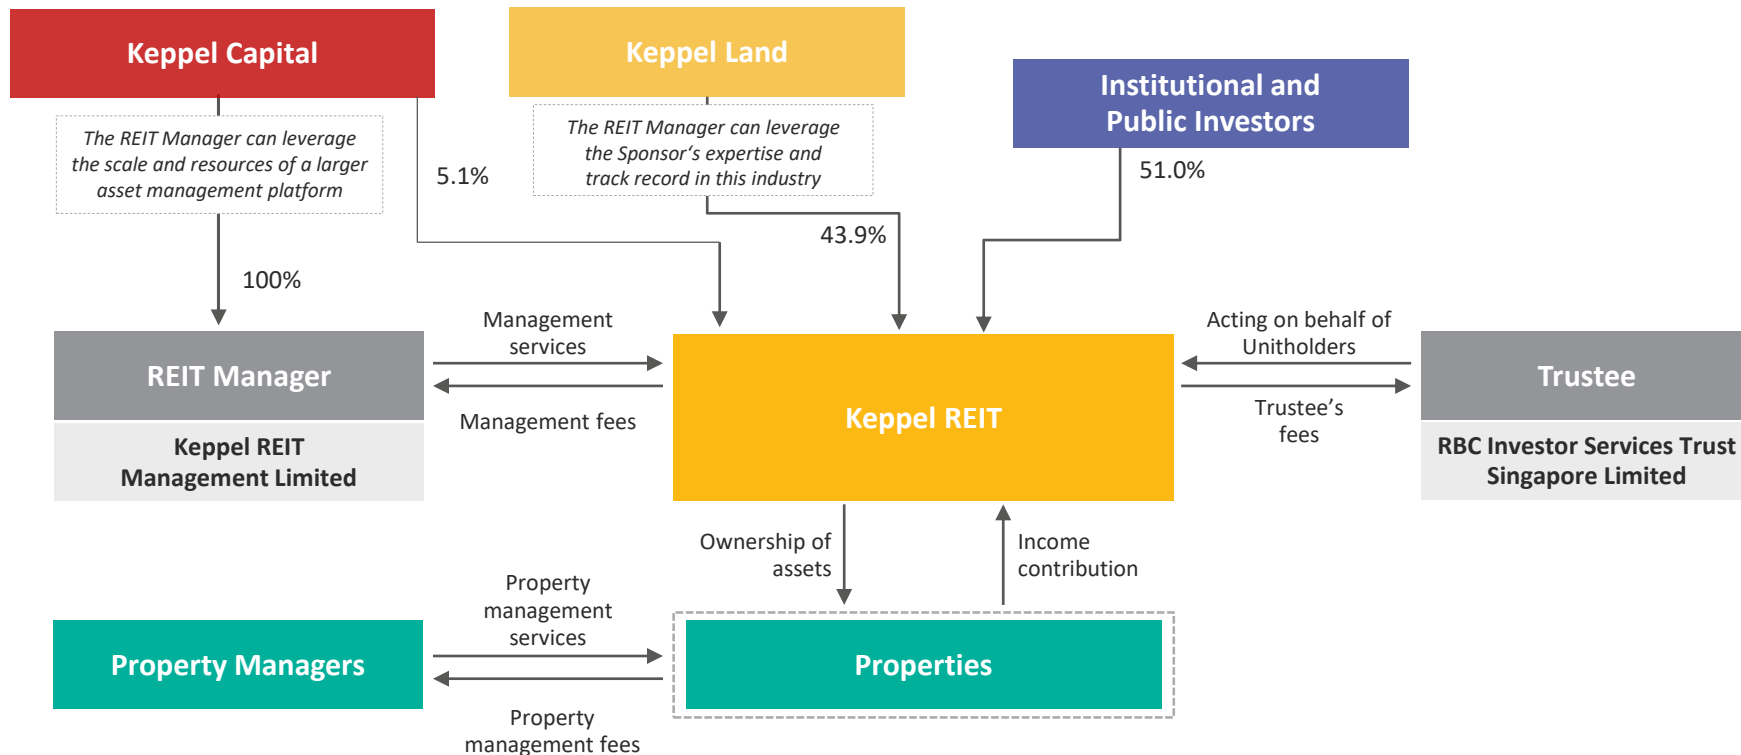 Keppel Capital
Keppel Land
Institutional and
Public Investors
The REIT Manager can leverage
the scale and resources of a larger
asset management platform
5.1%
The REIT Manager can leverage
the Sponsor‘s expertise and
track record in this industry
51.0%
43.9%
100%
REIT Manager
Keppel REIT
Management Limited
Management
services
Management fees
Keppel REIT
Acting on behalf of
Unitholders
Trustee’s
fees
Trustee
RBC Investor Services Trust
Singapore Limited
Ownership of
assets
Income
contribution
Property Managers
Property
management
services
Property
management fees
Properties